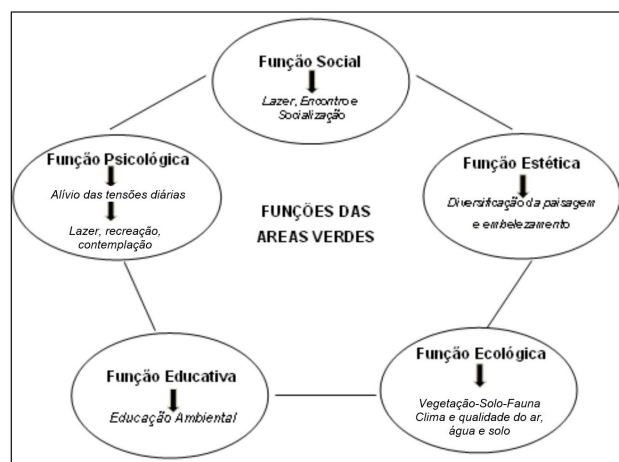 Função Social
Lazer, Encontro e
Socialização
Função Psicológica
Alívio das tensões diárias
Lazer, recreação,
contemplação
Função Estética
Diversificação da paisagem
e embelezamento
FUNÇÕES DAS
AREAS VERDES
Função Educativa
Educação Ambiental
Função Ecológica
Vegetação-Solo-Fauna
Clima e qualidade do ar,
água e solo